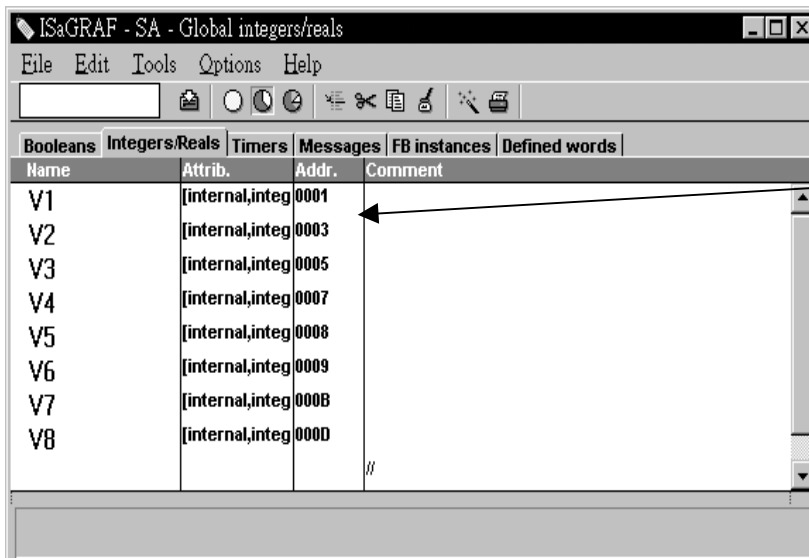 ISaGRAF - SA - Global integers/reals
File Edit Tools Options Help
Booleans Integers/Reals Timers Messages FB instances Defined words
Name Attrib. Addr. Comment
V1 [internal,integ 0001
V2 [internal,integ 0003
V3 [internal,integ 0005
V4 [internal,integ 0007
V5 [internal,integ 0008
V6 [internal,integ 0009
V7 [internal,integ 000B
V8 [internal,integ 000D
//